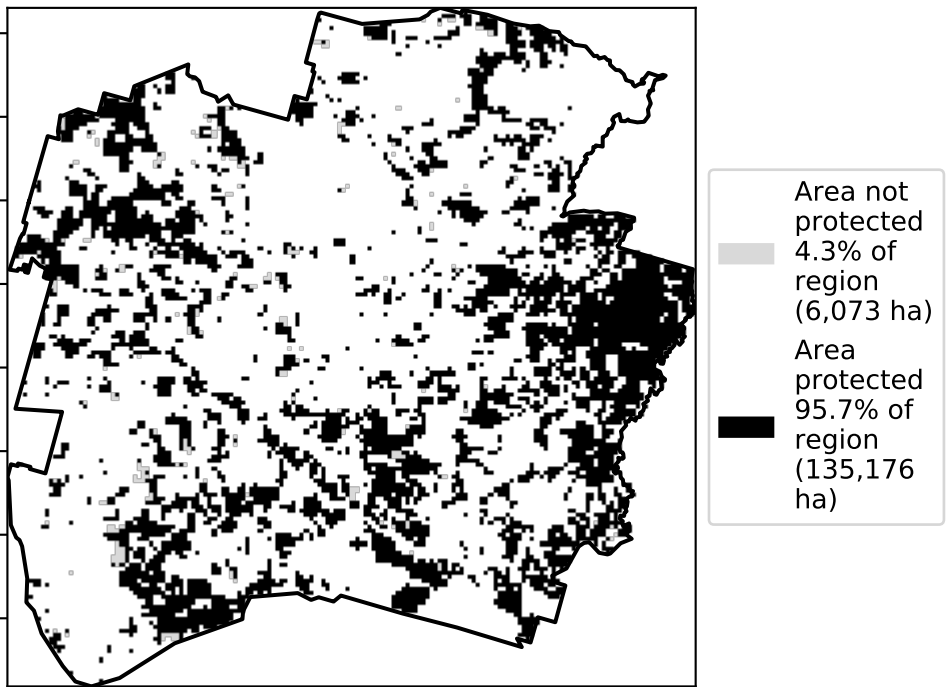 Area not
protected
4.3% of
region
(6,073 ha)
Area
protected
95.7% of
region
(135,176
ha)